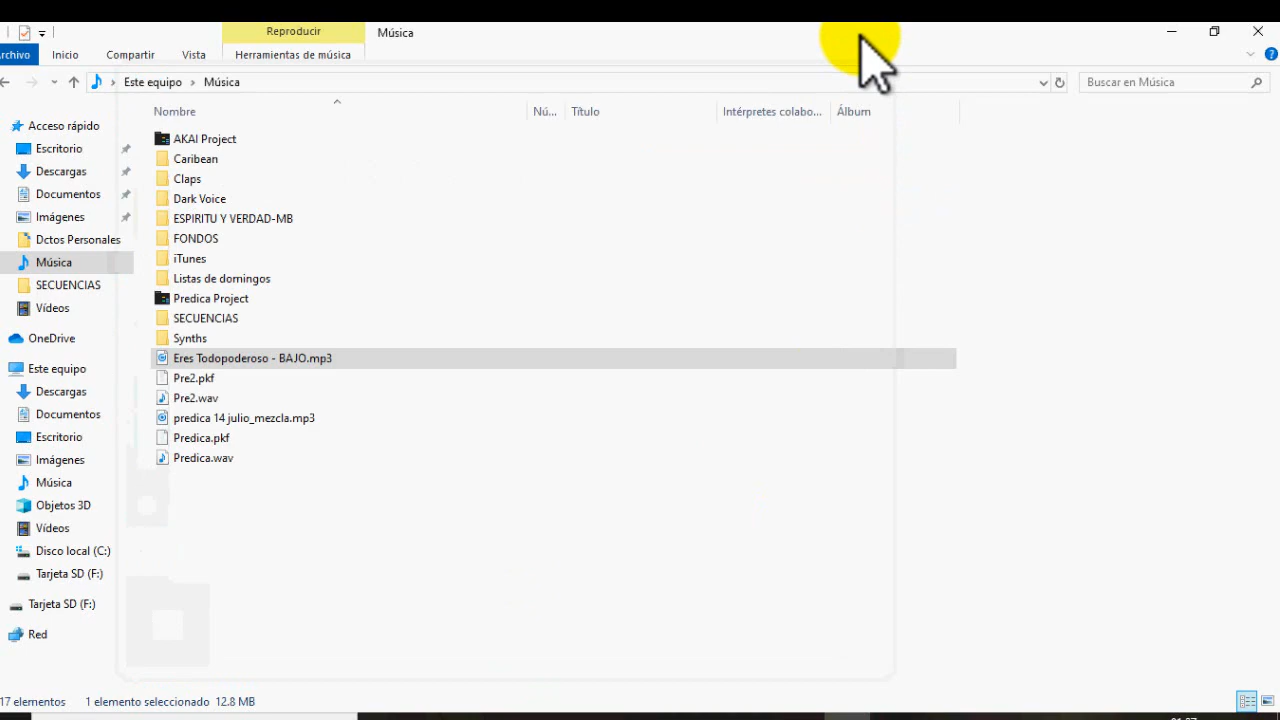 Reproducir
Música
Archivo
Inicio
Compartir
Vista
Herramientas de música
Este equipo
Música
Buscar en Música
Nombre
Nú...
Título
Intérpretes colabo...
Álbum
Acceso rápido
Escritorio
Descargas
Documentos
Imágenes
Dctos Personales
Música
SECUENCIAS
Vídeos
OneDrive
Este equipo
Descargas
Documentos
Escritorio
Imágenes
Música
Objetos 3D
Vídeos
Disco local (C:)
Tarjeta SD (F:)
Tarjeta SD (F:)
Red
AKAI Project
Caribean
Claps
Dark Voice
ESPIRITU Y VERDAD-MB
FONDOS
iTunes
Listas de domingos
Predica Project
SECUENCIAS
Synths
Eres Todopoderoso - BAJO.mp3
Pre2.pkf
Pre2.wav
predica 14 julio_mezcla.mp3
Predica.pkf
Predica.wav
17 elementos
1 elemento seleccionado 12.8 MB